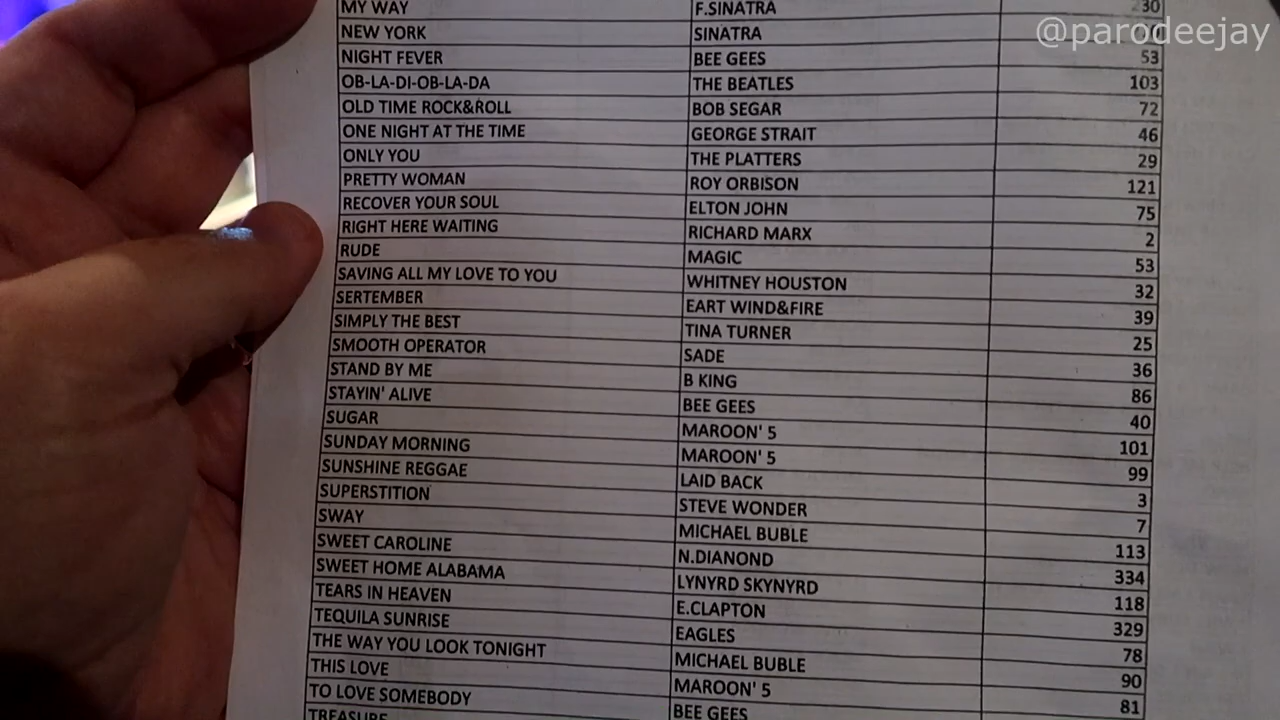 @parodeejay
MY WAY F.SINATRA 30
NEW YORK SINATRA
NIGHT FEVER BEE GEES 53
OB-LA-DI-OB-LA-DA THE BEATLES 103
OLD TIME ROCK&ROLL BOB SEGAR 72
ONE NIGHT AT THE TIME GEORGE STRAIT 46
ONLY YOU THE PLATTERS 29
PRETTY WOMAN ROY ORBISON 121
RECOVER YOUR SOUL ELTON JOHN 75
RIGHT HERE WAITING RICHARD MARX 2
RUDE MAGIC 53
SAVING ALL MY LOVE TO YOU WHITNEY HOUSTON 32
SERTEMBER EART WIND&FIRE 39
SIMPLY THE BEST TINA TURNER 25
SMOOTH OPERATOR SADE 36
STAND BY ME B KING 86
STAYIN' ALIVE BEE GEES 40
SUGAR MAROON' 5 101
SUNDAY MORNING MAROON' 5 99
SUNSHINE REGGAE LAID BACK 3
SUPERSTITION STEVE WONDER 7
SWAY MICHAEL BUBLE 113
SWEET CAROLINE N.DIANOND 334
SWEET HOME ALABAMA LYNYRD SKYNYRD 118
TEARS IN HEAVEN E.CLAPTON 329
TEQUILA SUNRISE EAGLES 78
THE WAY YOU LOOK TONIGHT MICHAEL BUBLE 90
THIS LOVE MAROON' 5 81
TO LOVE SOMEBODY BEE GEES
TREASURE